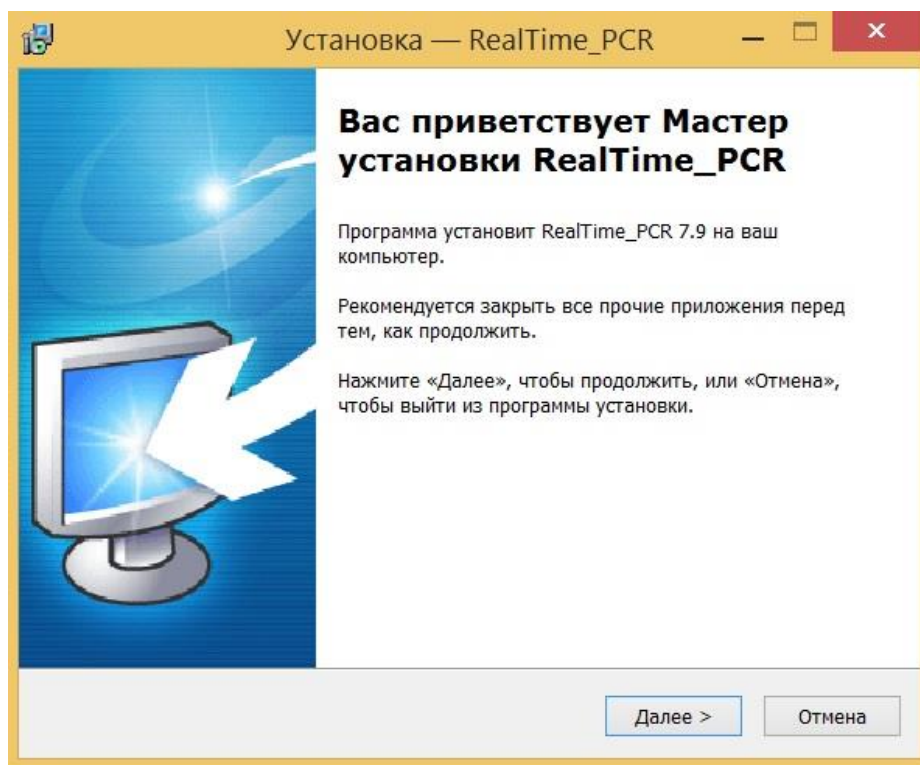 Установка — RealTime_PCR
Вас приветствует Мастер
установки RealTime_PCR
Программа установит RealTime_PCR 7.9 на ваш
компьютер.
Рекомендуется закрыть все прочие приложения перед
тем, как продолжить.
Нажмите «Далее», чтобы продолжить, или «Отмена»,
чтобы выйти из программы установки.
Далее >
Отмена